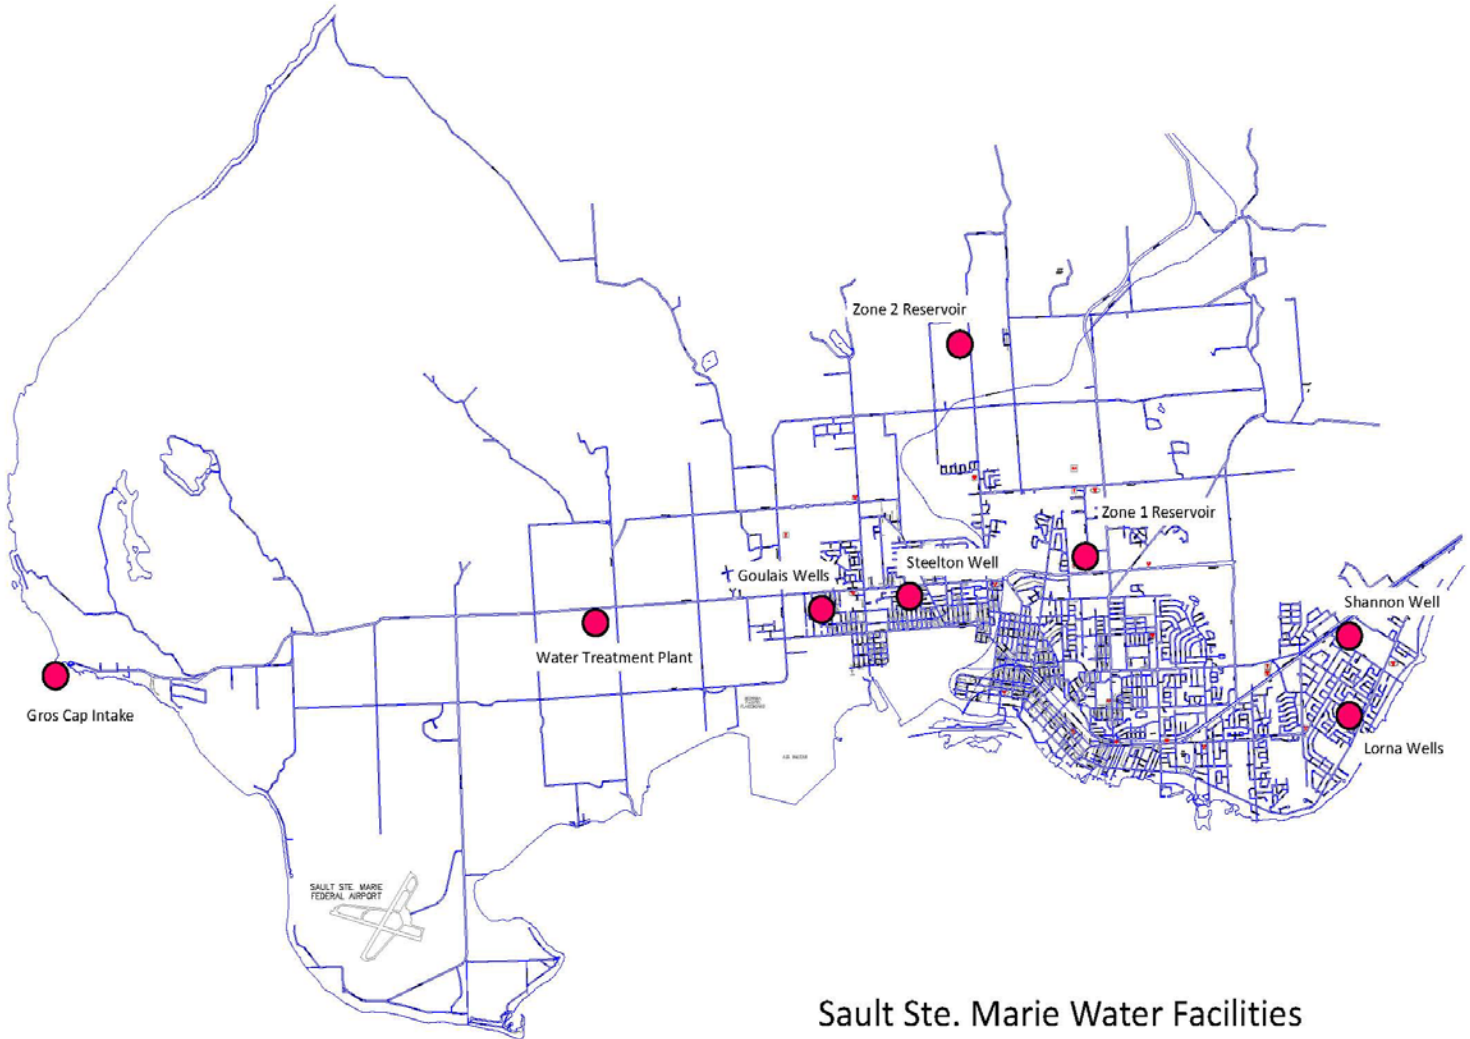 Zone 2 Reservoir
Zone 1 Reservoir
Steelton Well
Goulais Wells
Shannon Well
Water Treatment Plant
Gros Cap Intake
Lorna Wells
SAULT STE. MARIE
FEDERAL AIRPORT
Sault Ste. Marie Water Facilities